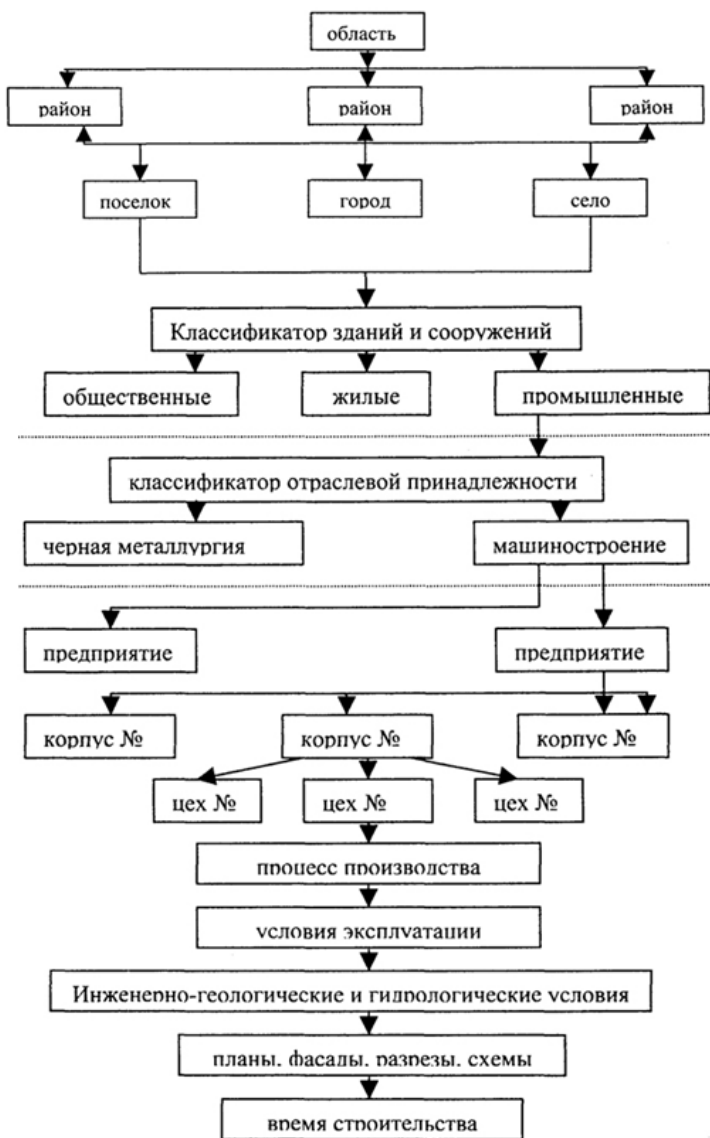 область
район район район
поселок город село
Классификатор зданий и сооружений
общественные жилые промышленные
классификатор отраслевой принадлежности
черная металлургия машиностроение
предприятие предприятие
корпус № корпус № корпус №
цех № цех № цех №
процесс производства
условия эксплуатации
Инженерно-геологические и гидрологические условия
планы, фасады, разрезы, схемы
время строительства